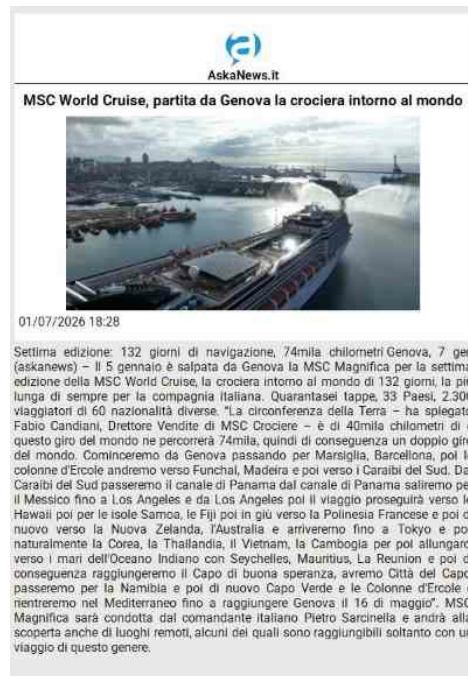 AskaNews.it
MSC World Cruise, partita da Genova la crociera intorno al mondo
01/07/2026 18:28
Settima edizione: 132 giorni di navigazione, 74mila chilometri Genova, 7 gen
(askanews) – Il 5 gennaio è salpata da Genova la MSC Magnifica per la settima
edizione della MSC World Cruise, la crociera intorno al mondo di 132 giorni, la pi
lunga di sempre per la compagnia italiana. Quarantasei tappe, 33 Paesi, 2.300
viaggiatori di 60 nazionalità diverse. "La circonferenza della Terra – ha spiegato
Fabio Candiani, Drettore Vendite di MSC Crociere – è di 40mila chilometri di
questo giro del mondo ne percorrerà 74mila, quindi di conseguenza un doppio giro
del mondo. Cominceremo da Genova passando per Marsiglia, Barcellona, poi le
colonne d'Ercole andremo verso Funchal, Madeira e poi verso i Caraibi del Sud. Dai
Caraibi del Sud passeremo il canale di Panama dal canale di Panama saliremo per
il Messico fino a Los Angeles e da Los Angeles poi il viaggio proseguirà verso le
Hawaii poi per le isole Samoa, le Fiji poi in giù verso la Polinesia Francese e poi di
nuovo verso la Nuova Zelanda, l'Australia e arriveremo fino a Tokyo e poi
naturalmente la Corea, la Thailandia, il Vietnam, la Cambogia per poi allungarci
verso i mari dell'Oceano Indiano con Seychelles, Mauritius, La Reunion e poi di
conseguenza raggiungeremo il Capo di buona speranza, avremo Città del Capo
passeremo per la Namibia e poi di nuovo Capo Verde e le Colonne d'Ercole e
rientreremo nel Mediterraneo fino a raggiungere Genova il 16 di maggio". MSC
Magnifica sarà condotta dal comandante italiano Pietro Sarcinella e andrà alla
scoperta anche di luoghi remoti, alcuni dei quali sono raggiungibili soltanto con un
viaggio di questo genere.